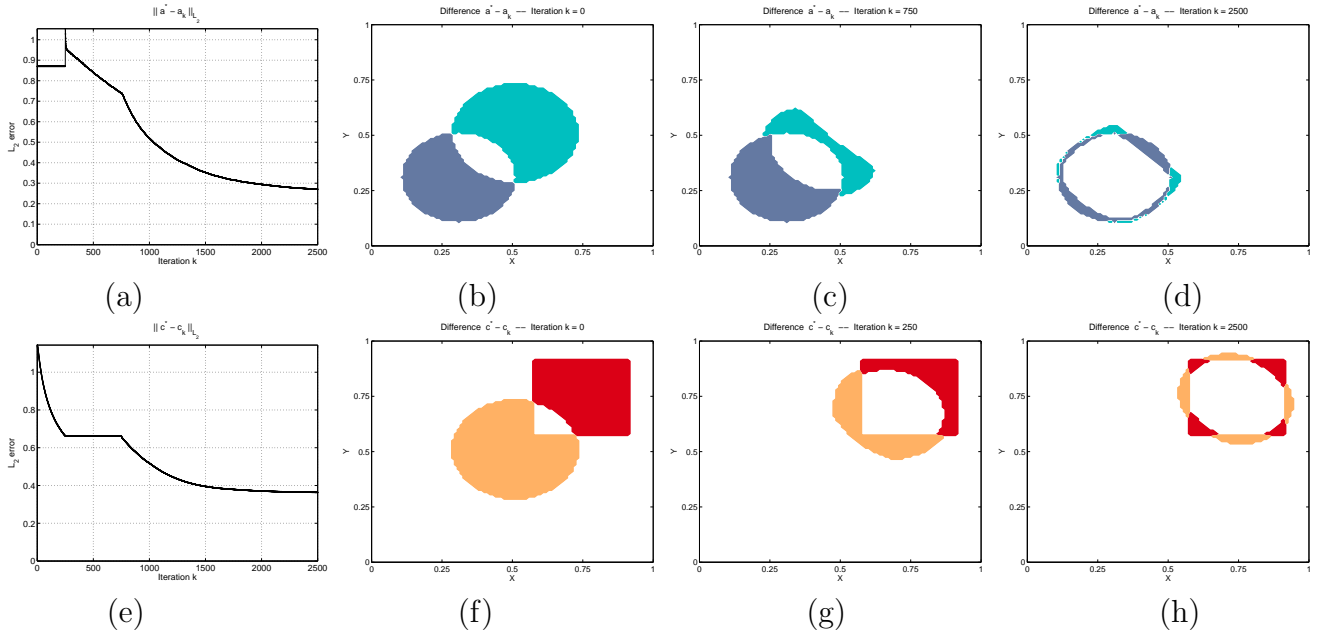 || a* - a_k ||_L_2
L_2 error
1
0.9
0.8
0.7
0.6
0.5
0.4
0.3
0.2
0.1
0
0 500 1000 1500 2000 2500
Iteration k
(a)
Difference a* - a_k -- Iteration k = 0
Y
1
0.75
0.5
0.25
0
0 0.25 0.5 0.75 1
X
(b)
Difference a* - a_k -- Iteration k = 750
Y
1
0.75
0.5
0.25
0
0 0.25 0.5 0.75 1
X
(c)
Difference a* - a_k -- Iteration k = 2500
Y
1
0.75
0.5
0.25
0
0 0.25 0.5 0.75 1
X
(d)
|| c* - c_k ||_L_2
L_2 error
1
0.8
0.6
0.4
0.2
0
0 500 1000 1500 2000 2500
Iteration k
(e)
Difference c* - c_k -- Iteration k = 0
Y
1
0.75
0.5
0.25
0
0 0.25 0.5 0.75 1
X
(f)
Difference c* - c_k -- Iteration k = 250
Y
1
0.75
0.5
0.25
0
0 0.25 0.5 0.75 1
X
(g)
Difference c* - c_k -- Iteration k = 2500
Y
1
0.75
0.5
0.25
0
0 0.25 0.5 0.75 1
X
(h)